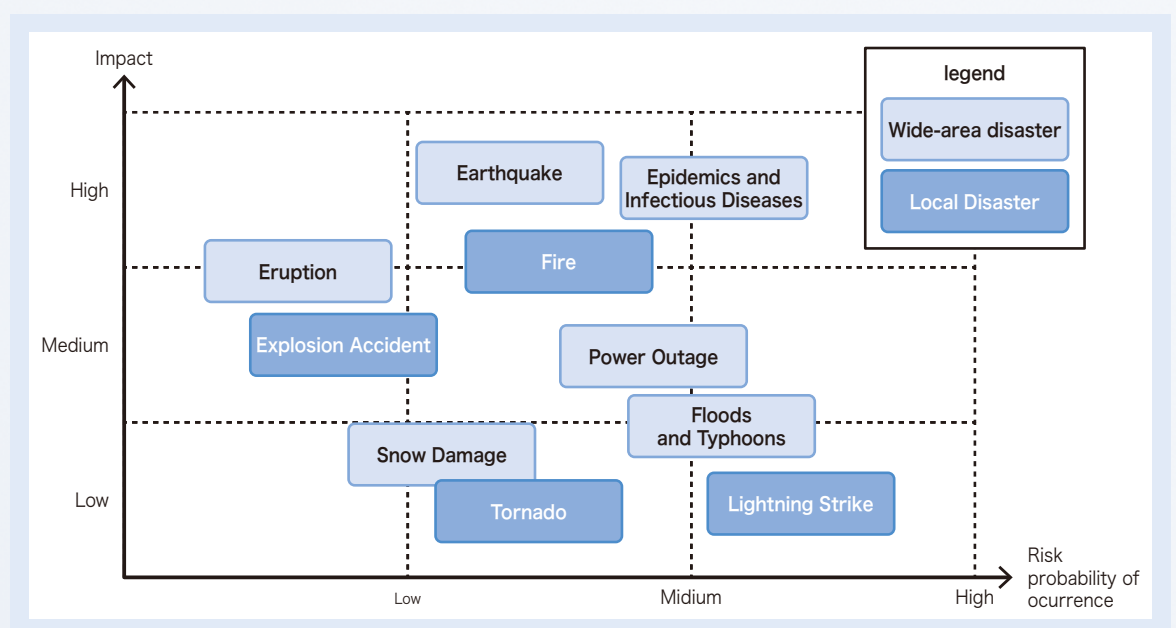 Impact
legend
Wide-area disaster
Local Disaster
High
Earthquake
Epidemics and
Infectious Diseases
Fire
Eruption
Medium
Explosion Accident
Power Outage
Floods
and Typhoons
Snow Damage
Low
Tornado
Lightning Strike
Low
Midium
High
Risk
probability of
ocurrence